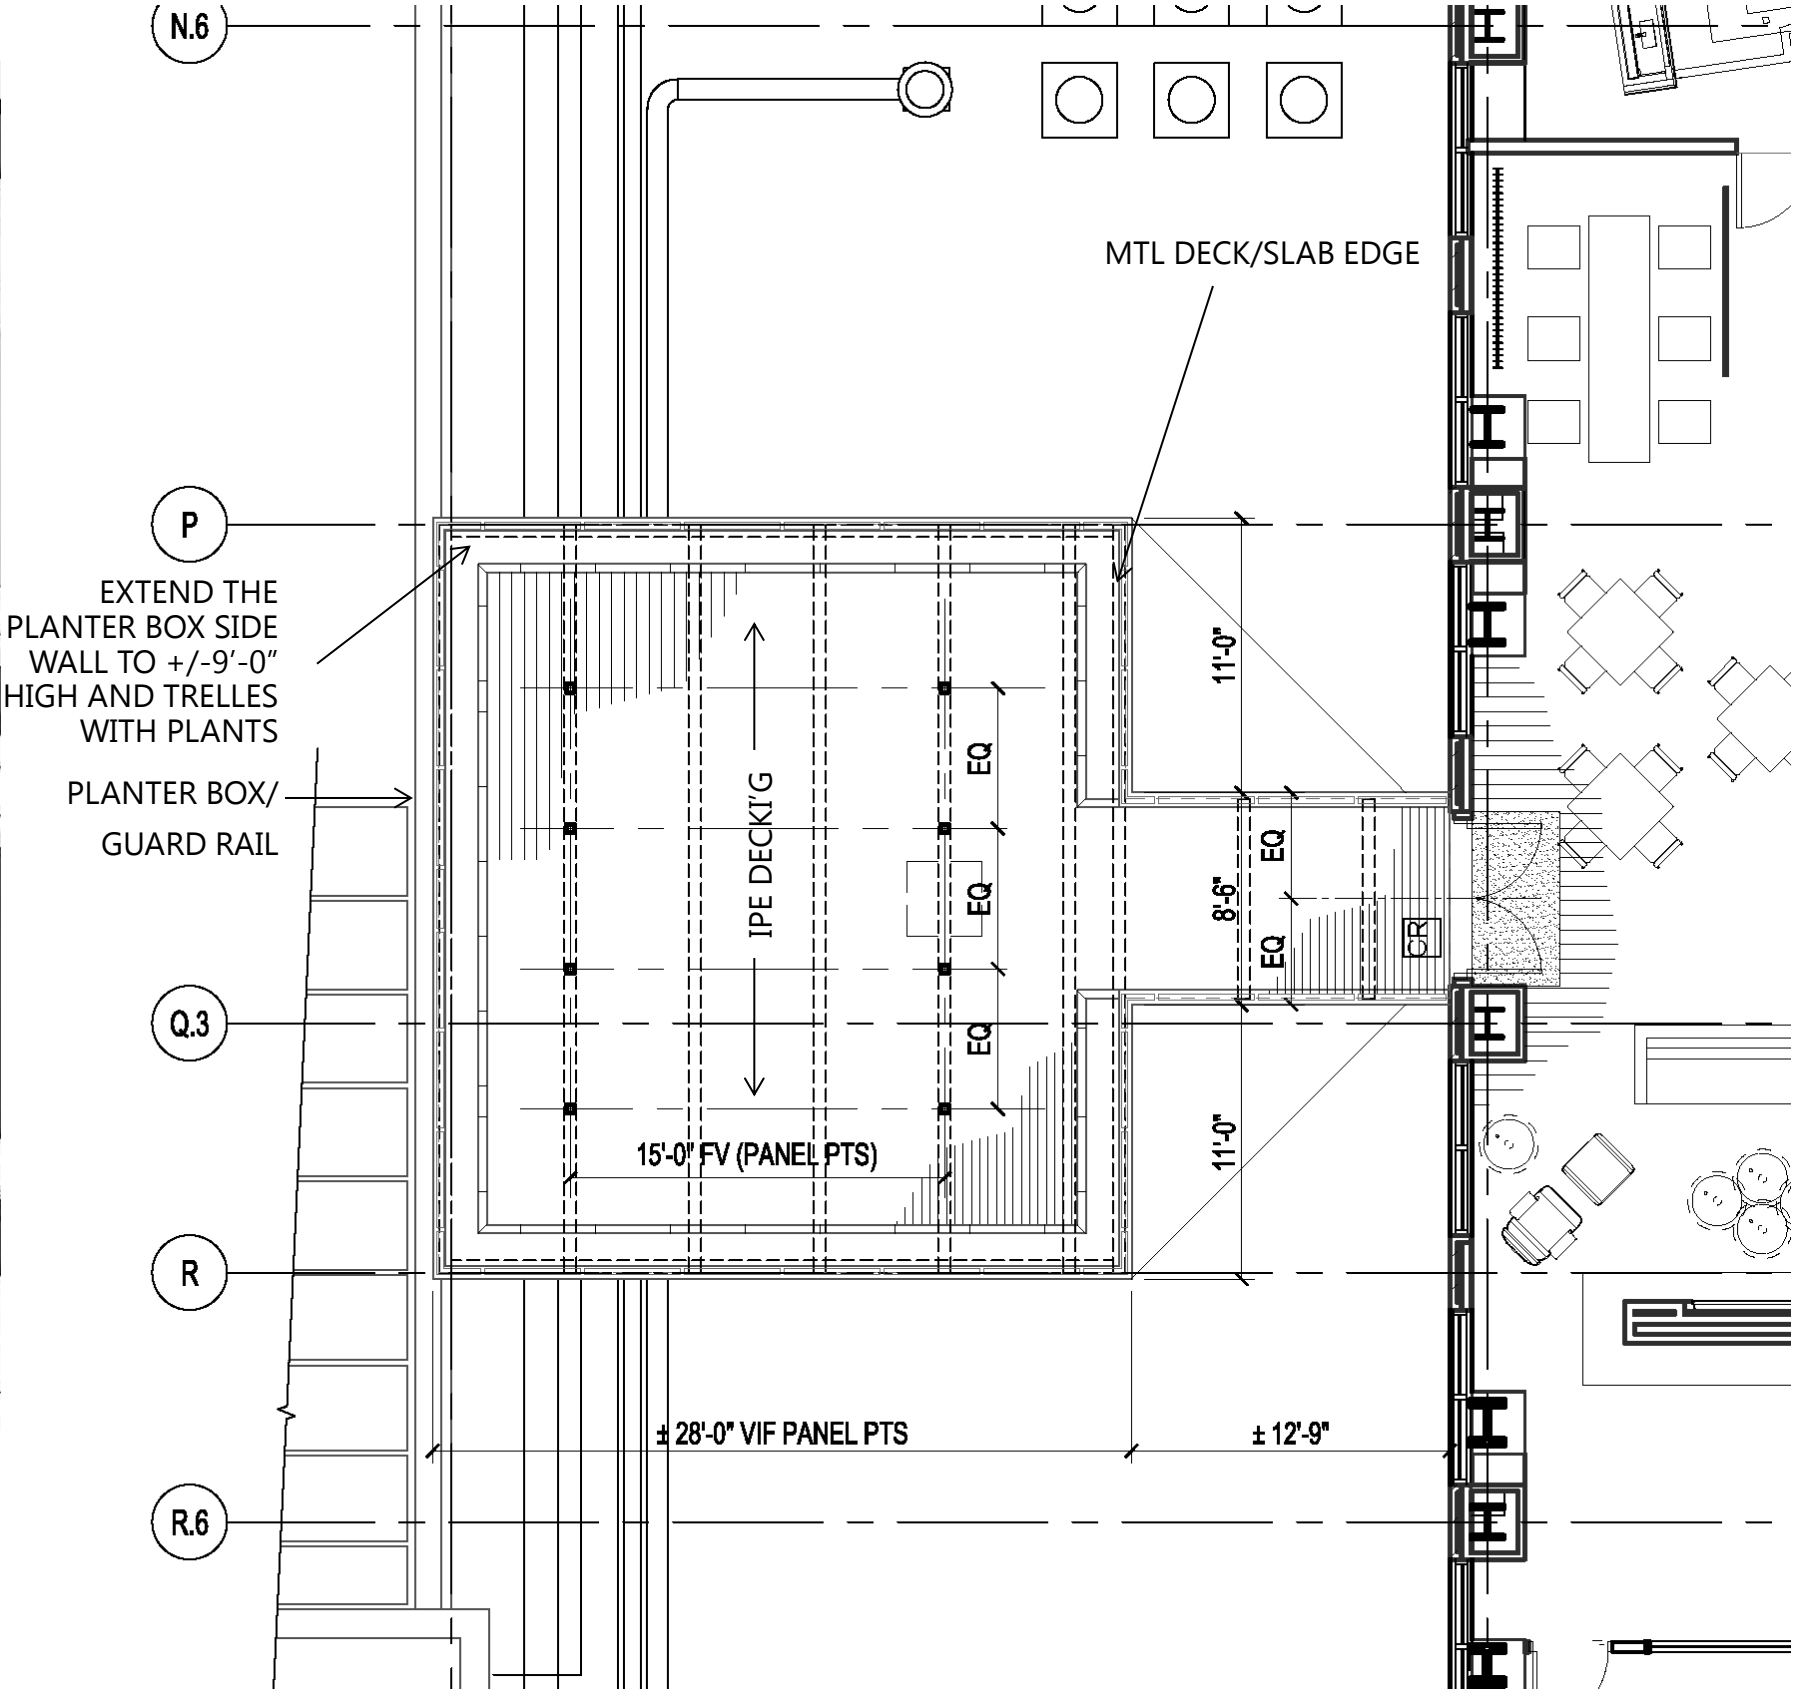 N.6
MTL DECK/SLAB EDGE
P
EXTEND THE
PLANTER BOX SIDE
WALL TO +/-9'-0"
HIGH AND TRELLES
WITH PLANTS
11'-0"
EQ
IPE DECKI'G
PLANTER BOX/
GUARD RAIL
EQ
8'-6"
EQ
EQ
CR
Q.3
EQ
11'-0"
15'-0" FV (PANEL PTS)
R
± 28'-0" VIF PANEL PTS
± 12'-9"
R.6